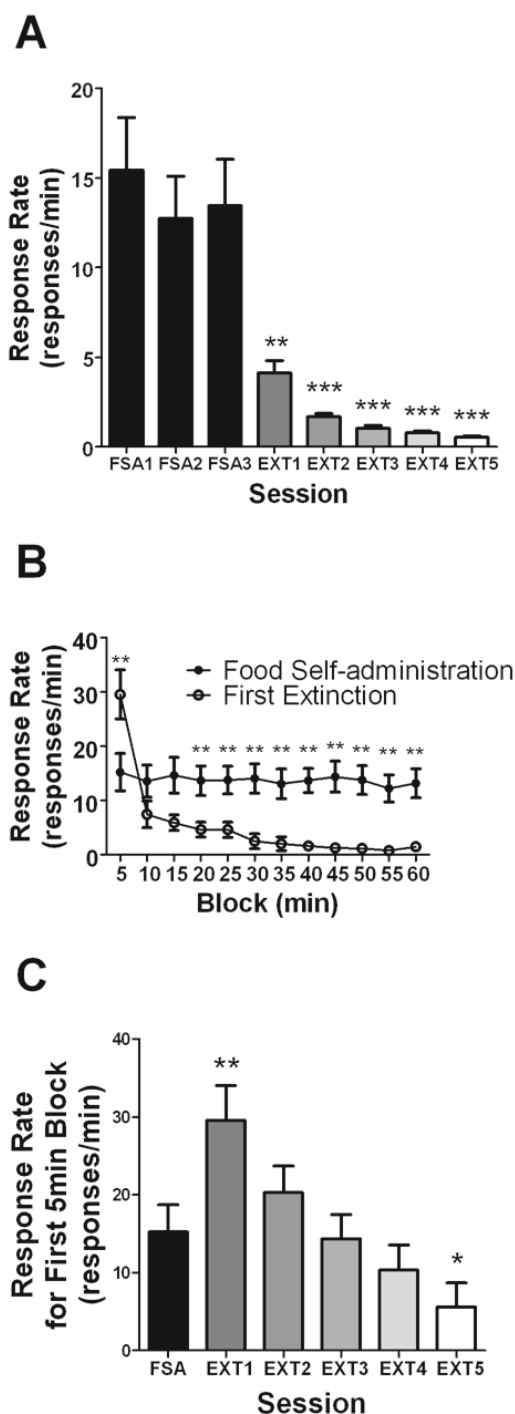 A
Response Rate
(responses/min)
20
15
10
5
0
**
***
***
***
***
FSA1 FSA2 FSA3 EXT1 EXT2 EXT3 EXT4 EXT5
Session
B
Response Rate
(responses/min)
40
30
20
10
0
**
Food Self-administration
First Extinction
** ** ** ** ** ** ** ** **
5 10 15 20 25 30 35 40 45 50 55 60
Block (min)
C
Response Rate
for First 5min Block
(responses/min)
40
30
20
10
0
**
*
FSA EXT1 EXT2 EXT3 EXT4 EXT5
Session